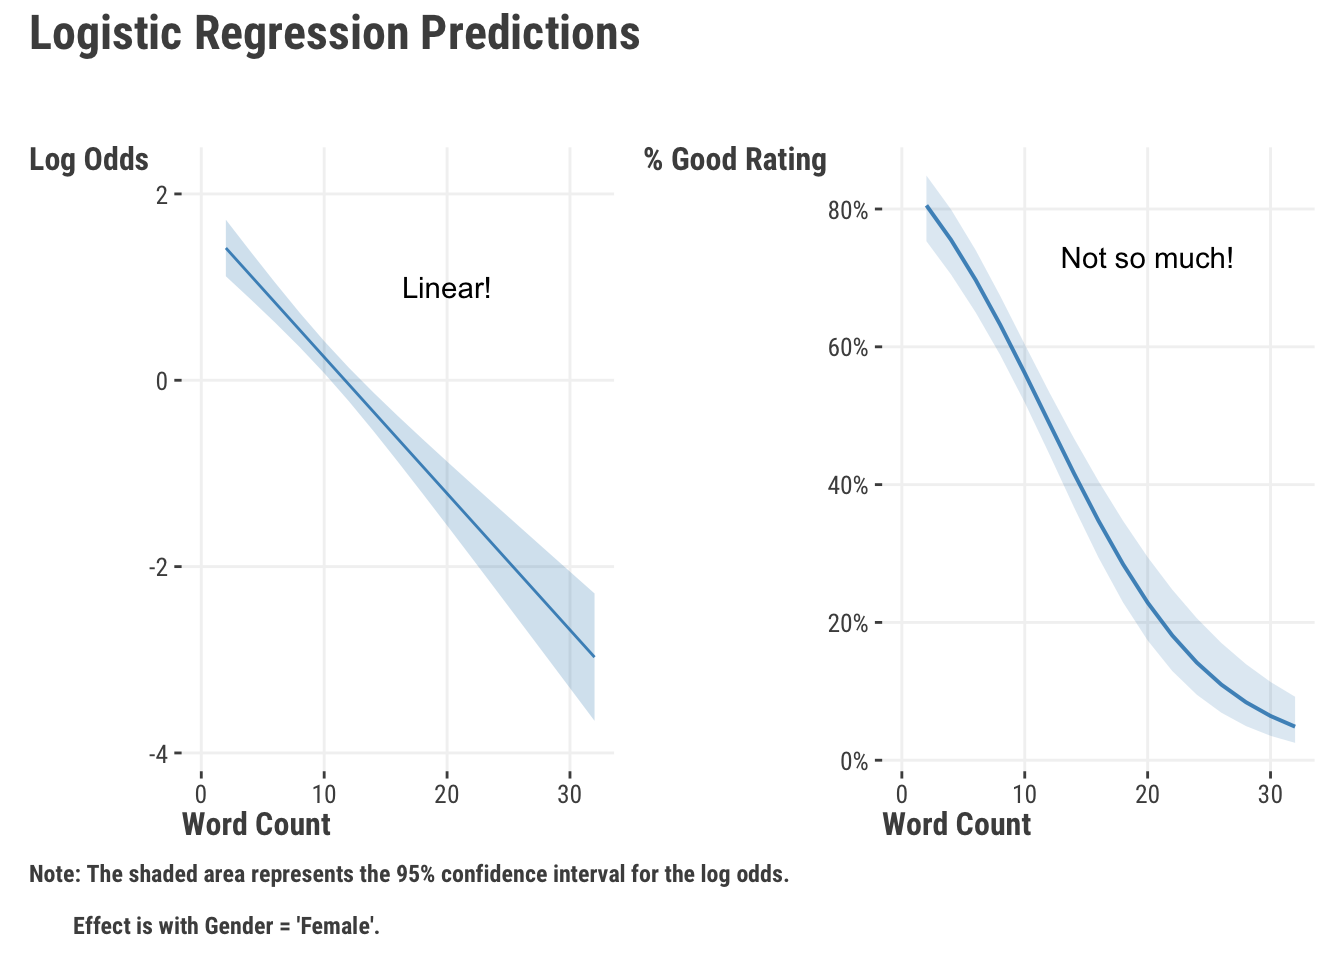 Logistic Regression Predictions
Log Odds
2
0
-2
-4
Linear!
0 10 20 30
Word Count
% Good Rating
80%
60%
40%
20%
0%
Not so much!
0 10 20 30
Word Count
Note: The shaded area represents the 95% confidence interval for the log odds.
Effect is with Gender = 'Female'.